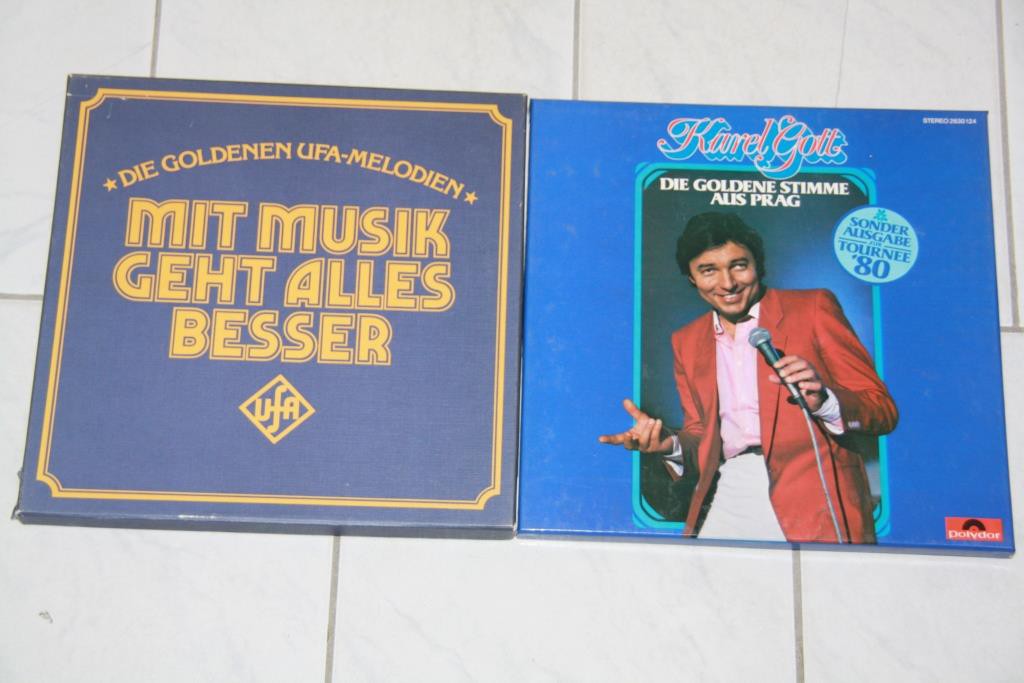 ★ DIE GOLDENEN UFA-MELODIEN ★
MIT MUSIK
GEHT ALLES
BESSER
UFA
Karel Gott
STEREO 2630 124
DIE GOLDENE STIMME
AUS PRAG
SONDER
AUSGABE
ZUR
TOURNEE
'80
polydor